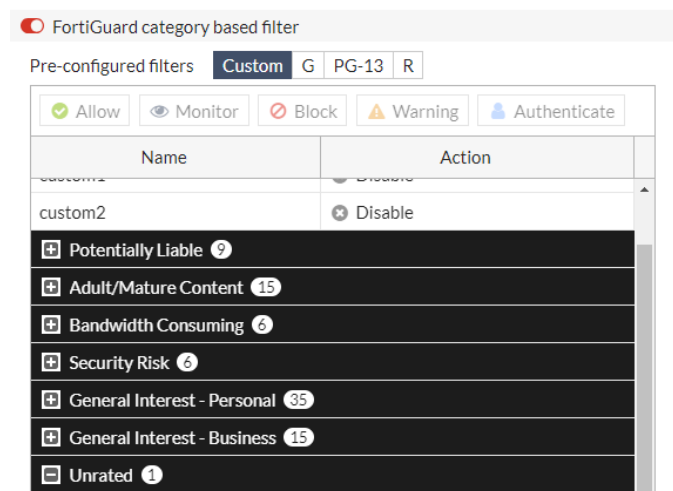 FortiGuard category based filter
Pre-configured filters Custom G PG-13 R
Allow Monitor Block Warning Authenticate
Name Action
custom1 Disable
custom2 Disable
Potentially Liable 9
Adult/Mature Content 15
Bandwidth Consuming 6
Security Risk 6
General Interest - Personal 35
General Interest - Business 15
Unrated 1